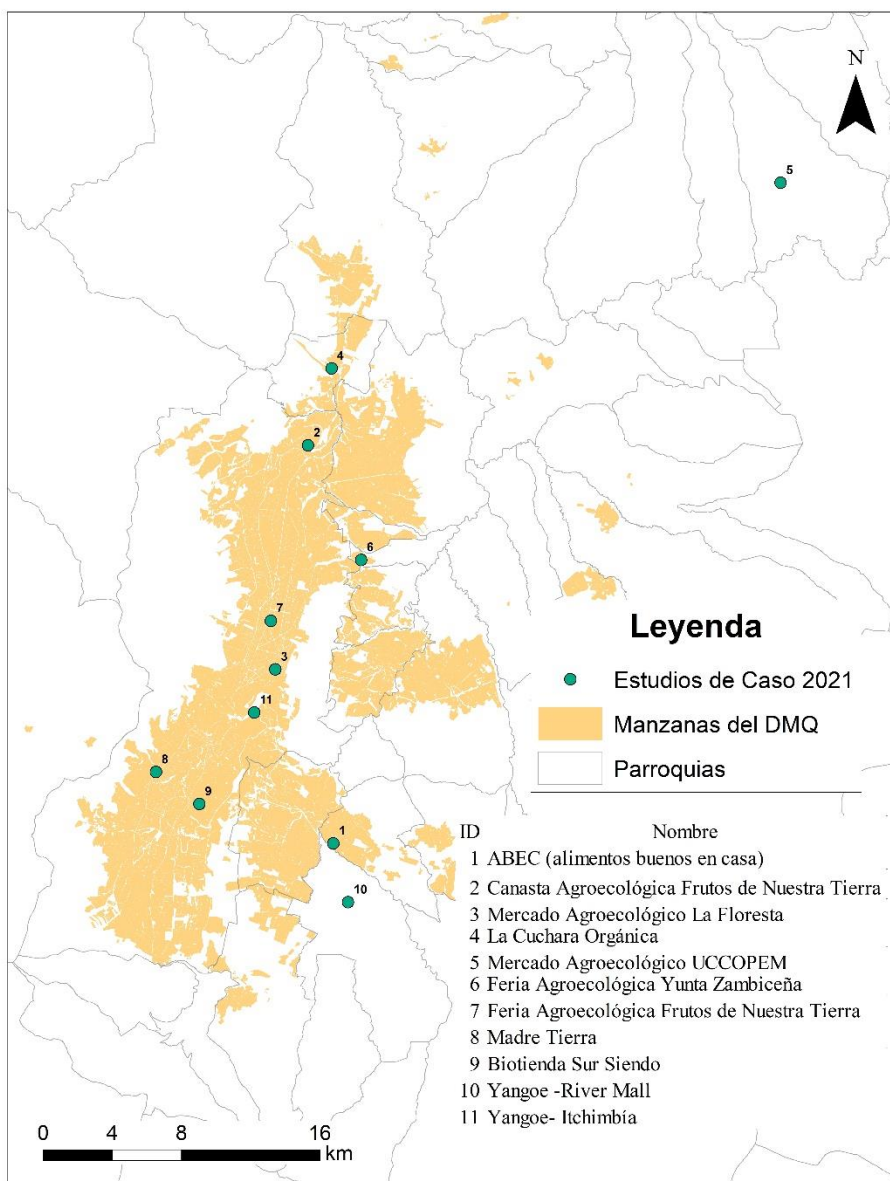 N
5
4
2
6
7
3
11
8
9
1
10
Leyenda
Estudios de Caso 2021
Manzanas del DMQ
Parroquias
ID Nombre
1 ABEC (alimentos buenos en casa)
2 Canasta Agroecológica Frutos de Nuestra Tierra
3 Mercado Agroecológico La Floresta
4 La Cuchara Orgánica
5 Mercado Agroecológico UCCOPEM
6 Feria Agroecológica Yunta Zambiceña
7 Feria Agroecológica Frutos de Nuestra Tierra
8 Madre Tierra
9 Biotienda Sur Siendo
10 Yangoe -River Mall
11 Yangoe- Itchimbía
0 4 8 16
km